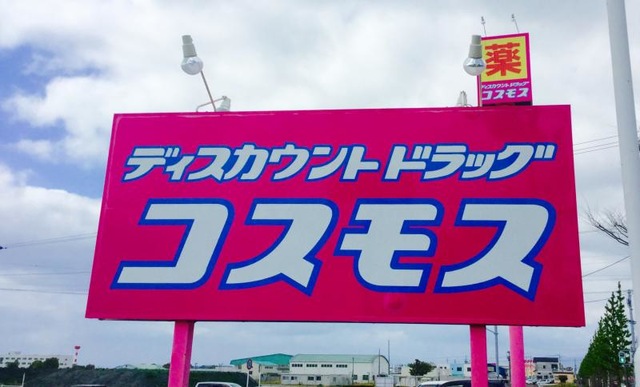 薬
ディスカウントドラッグ
コスモス
ディスカウント ドラッグ
コスモス